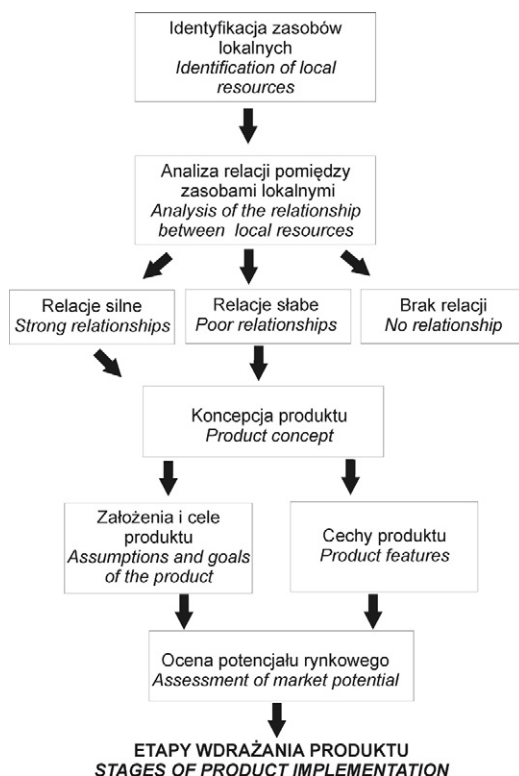 Identyfikacja zasobów
lokalnych
Identification of local
resources
Analiza relacji pomiędzy
zasobami lokalnymi
Analysis of the relationship
between local resources
Relacje silne
Strong relationships
Relacje słabe
Poor relationships
Brak relacji
No relationship
Koncepcja produktu
Product concept
Założenia i cele
produktu
Assumptions and goals
of the product
Cechy produktu
Product features
Ocena potencjału rynkowego
Assessment of market potential
ETAPY WDRAŻANIA PRODUKTU
STAGES OF PRODUCT IMPLEMENTATION